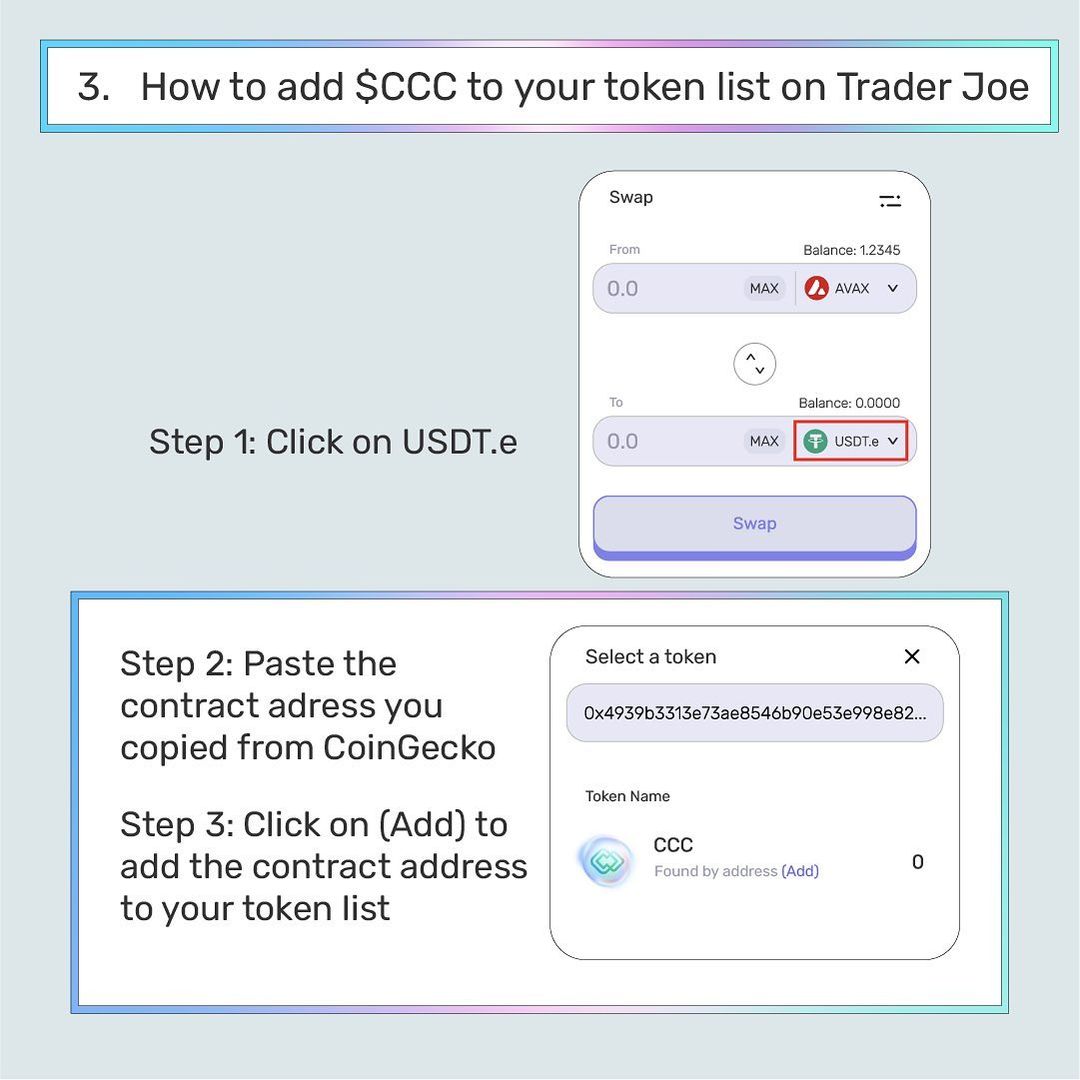 3. How to add $CCC to your token list on Trader Joe
Swap
From
Balance: 1.2345
0.0
MAX
AVAX
To
Balance: 0.0000
0.0
MAX
USDT.e
Swap
Step 1: Click on USDT.e
Step 2: Paste the
contract adress you
copied from CoinGecko
Step 3: Click on (Add) to
add the contract address
to your token list
Select a token
0x4939b3313e73ae8546b90e53e998e82...
Token Name
CCC
Found by address (Add)
0